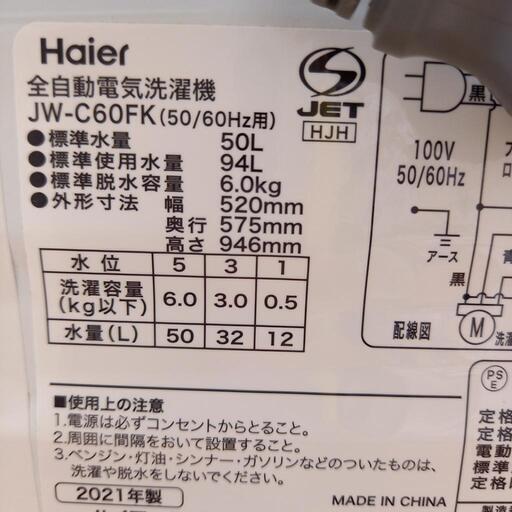 Haier
全自動電気洗濯機
JW-C60FK(50/60Hz用)
●標準水量 50L
●標準使用水量 94L
●標準脱水容量 6.0kg
●外形寸法 幅 520mm
奥行 575mm
高さ 946mm
水位 5 3 1
洗濯容量(kg以下) 6.0 3.0 0.5
水量(L) 50 32 12
S
JET
HJH
黒
100V
50/60Hz
アース
黒
青
配線図
M
洗濯
■使用上の注意
1.電源は必ずコンセントからとること。
2.周囲に間隔をおいて設置すること。
3.ベンジン・灯油・シンナー・ガソリンなどのついたものは、
洗濯や脱水をしないでください。
2021年製
MADE IN CHINA
PS
E
定格
定格
電動
標準
定格
製造